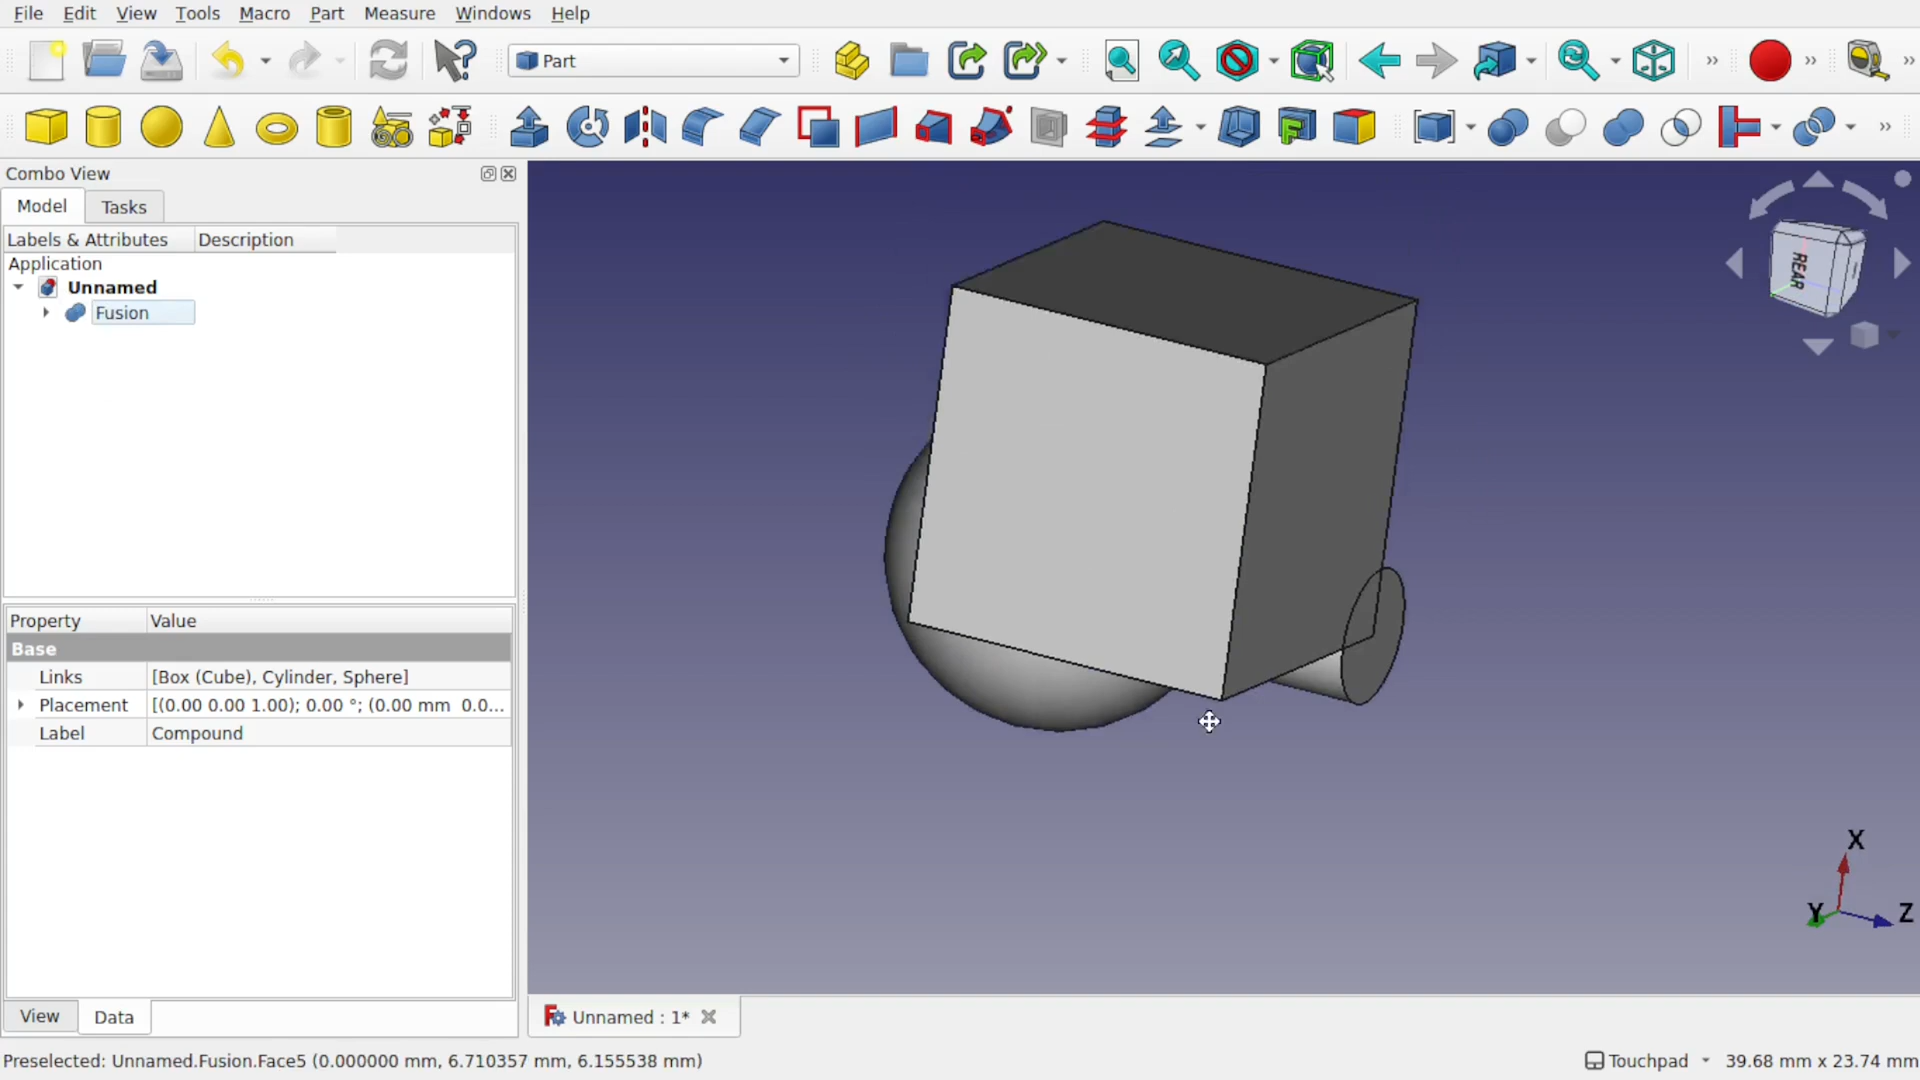 File Edit View Tools Macro Part Measure Windows Help
Part
Combo View
Model Tasks
Labels & Attributes Description
Application
Unnamed
Fusion
Property Value
Base
Links [Box (Cube), Cylinder, Sphere]
Placement [(0.00 0.00 1.00); 0.00 °; (0.00 mm 0.0...
Label Compound
View Data
REAR
X
Y Z
Unnamed : 1*
Preselected: Unnamed.Fusion.Face5 (0.000000 mm, 6.710357 mm, 6.155538 mm)
Touchpad 39.68 mm x 23.74 mm